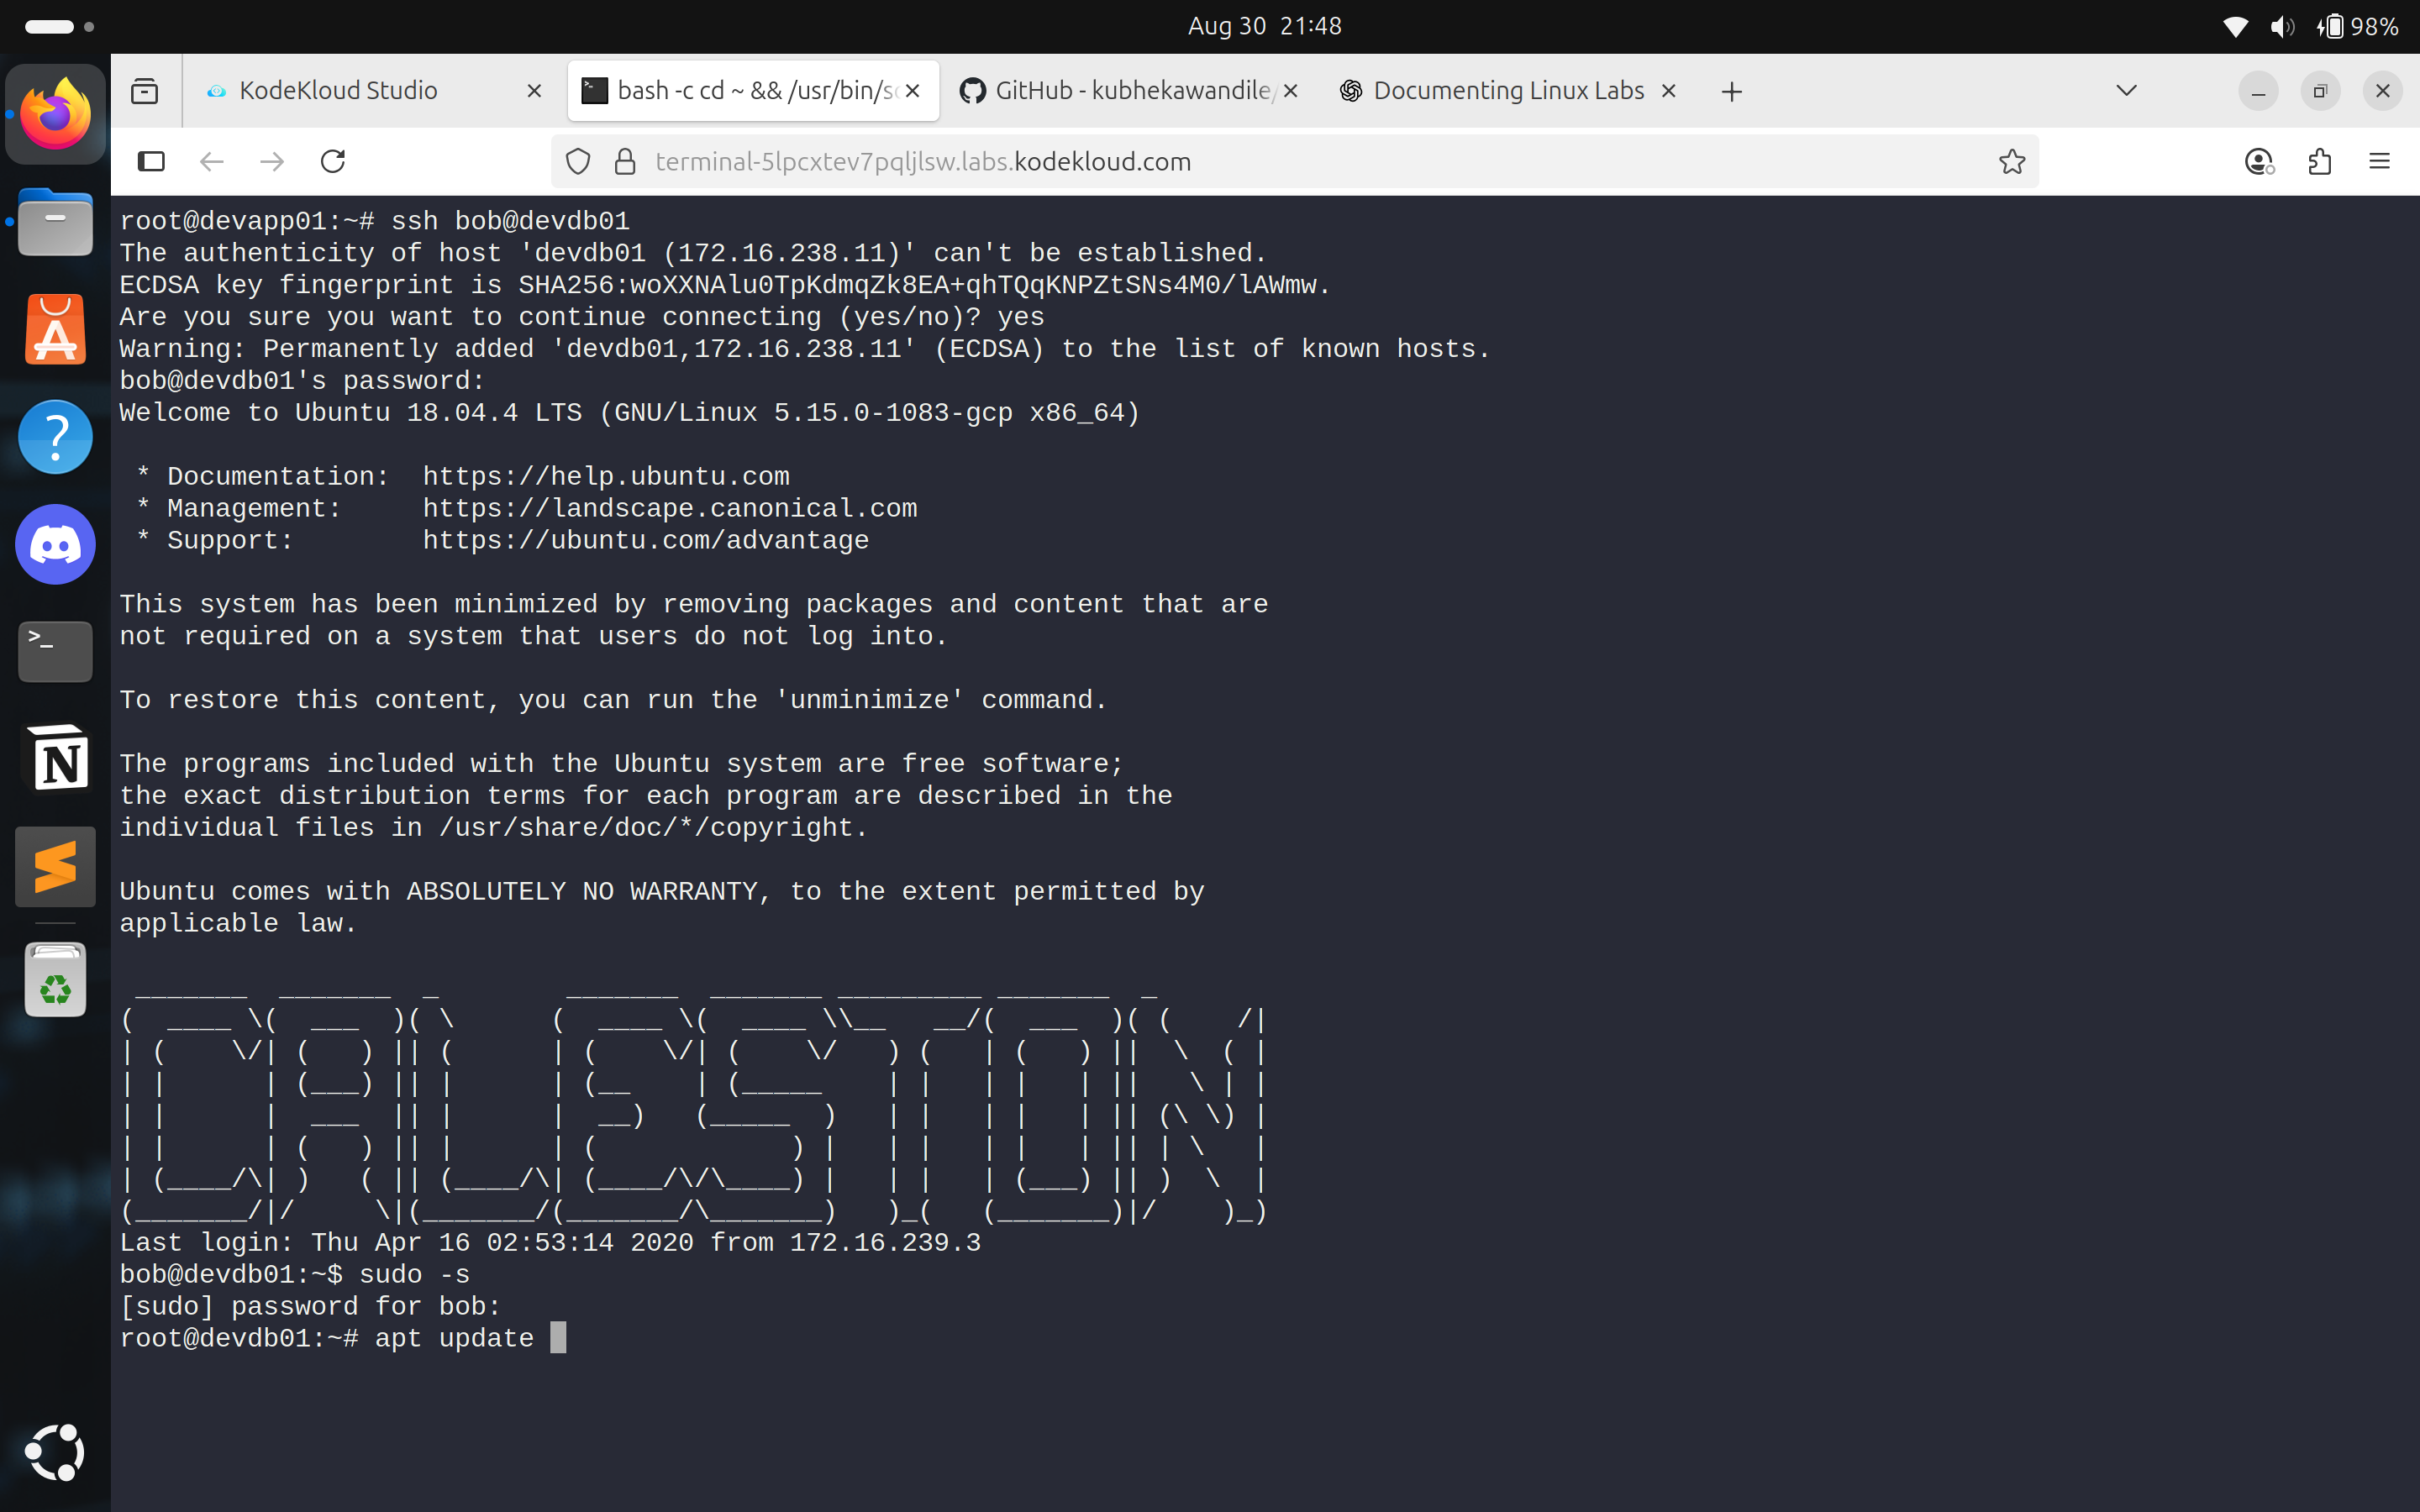 Aug 30 21:48
98%
KodeKloud Studio
bash -c cd ~ && /usr/bin/s
GitHub - kubhekawandile/
Documenting Linux Labs
terminal-5lpcxtev7pqljlsw.labs.kodekloud.com
root@devapp01:~# ssh bob@devdb01
The authenticity of host 'devdb01 (172.16.238.11)' can't be established.
ECDSA key fingerprint is SHA256:woXXNAlu0TpKdmqZk8EA+qhTQqKNPZtSNs4M0/lAWmw.
Are you sure you want to continue connecting (yes/no)? yes
Warning: Permanently added 'devdb01,172.16.238.11' (ECDSA) to the list of known hosts.
bob@devdb01's password:
Welcome to Ubuntu 18.04.4 LTS (GNU/Linux 5.15.0-1083-gcp x86_64)
* Documentation: https://help.ubuntu.com
* Management: https://landscape.canonical.com
* Support: https://ubuntu.com/advantage
This system has been minimized by removing packages and content that are
not required on a system that users do not log into.
To restore this content, you can run the 'unminimize' command.
The programs included with the Ubuntu system are free software;
the exact distribution terms for each program are described in the
individual files in /usr/share/doc/*/copyright.
Ubuntu comes with ABSOLUTELY NO WARRANTY, to the extent permitted by
applicable law.
CALESTON
Last login: Thu Apr 16 02:53:14 2020 from 172.16.239.3
bob@devdb01:~$ sudo -s
[sudo] password for bob:
root@devdb01:~# apt update